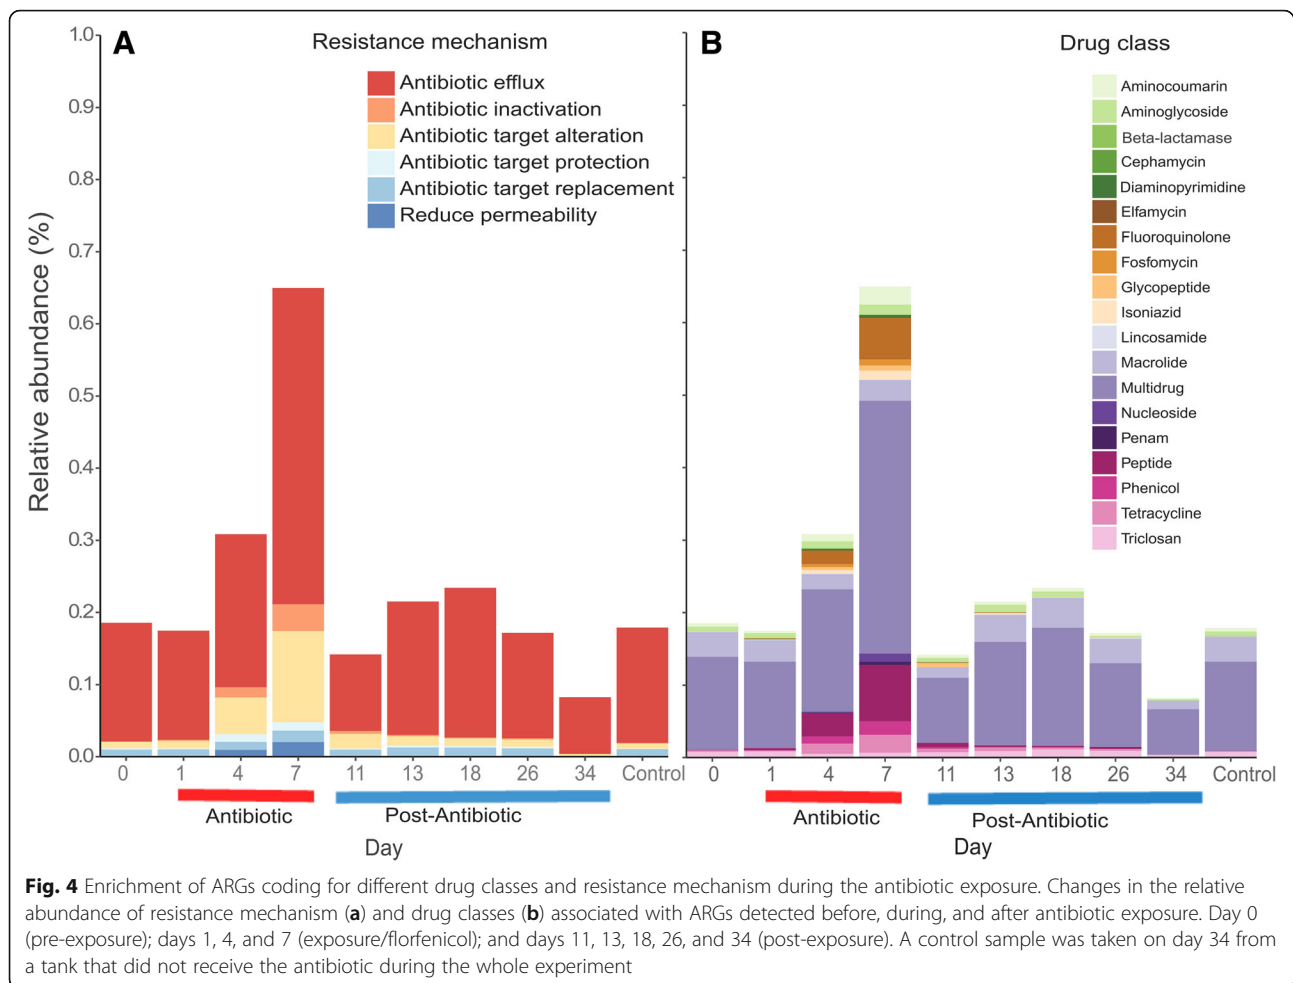 A
Resistance mechanism
Antibiotic efflux
Antibiotic inactivation
Antibiotic target alteration
Antibiotic target protection
Antibiotic target replacement
Reduce permeability
Relative abundance (%)
1.0
0.9
0.8
0.7
0.6
0.5
0.4
0.3
0.2
0.1
0.0
0 1 4 7 11 13 18 26 34 Control
Antibiotic Post-Antibiotic
Day
B
Drug class
Aminocoumarin
Aminoglycoside
Beta-lactamase
Cephamycin
Diaminopyrimidine
Elfamycin
Fluoroquinolone
Fosfomycin
Glycopeptide
Isoniazid
Lincosamide
Macrolide
Multidrug
Nucleoside
Penam
Peptide
Phenicol
Tetracycline
Triclosan
0 1 4 7 11 13 18 26 34 Control
Antibiotic Post-Antibiotic
Day
Fig. 4 Enrichment of ARGs coding for different drug classes and resistance mechanism during the antibiotic exposure. Changes in the relative
abundance of resistance mechanism (a) and drug classes (b) associated with ARGs detected before, during, and after antibiotic exposure. Day 0
(pre-exposure); days 1, 4, and 7 (exposure/florfenicol); and days 11, 13, 18, 26, and 34 (post-exposure). A control sample was taken on day 34 from
a tank that did not receive the antibiotic during the whole experiment